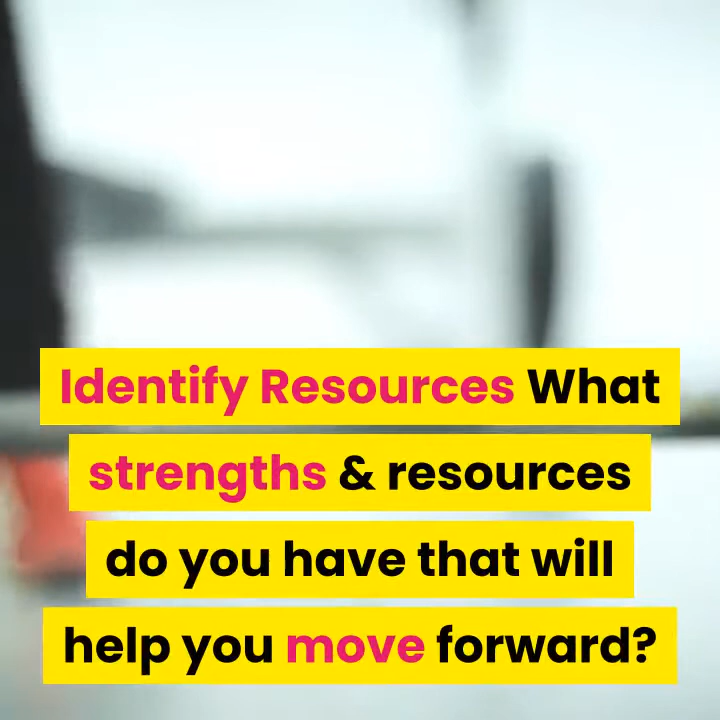 Identify Resources What
strengths & resources
do you have that will
help you move forward?